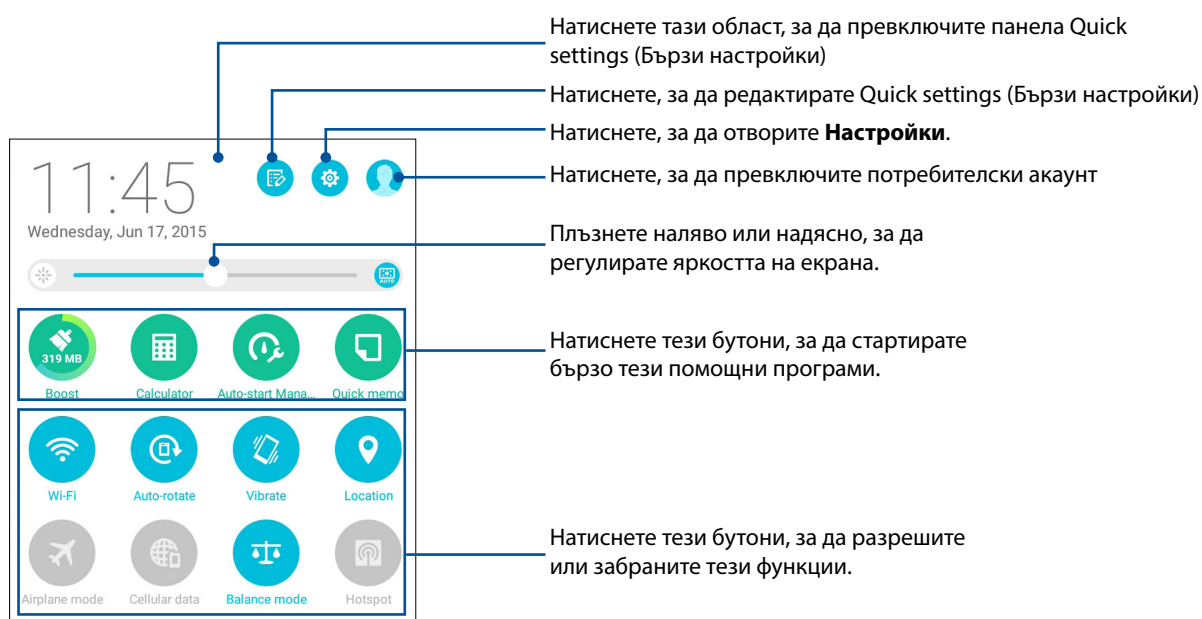 Натиснете тази област, за да превключите панела Quick
settings (Бързи настройки)
Натиснете, за да редактирате Quick settings (Бързи настройки)
Натиснете, за да отворите Настройки.
Натиснете, за да превключите потребителски акаунт
11:45
Wednesday, Jun 17, 2015
Плъзнете наляво или надясно, за да
регулирате яркостта на екрана.
AUTO
319 MB
Boost
Calculator
Auto-start Mana...
Quick memo
Натиснете тези бутони, за да стартирате
бързо тези помощни програми.
Wi-Fi
Auto-rotate
Vibrate
Location
Airplane mode
Cellular data
Balance mode
Hotspot
Натиснете тези бутони, за да разрешите
или забраните тези функции.